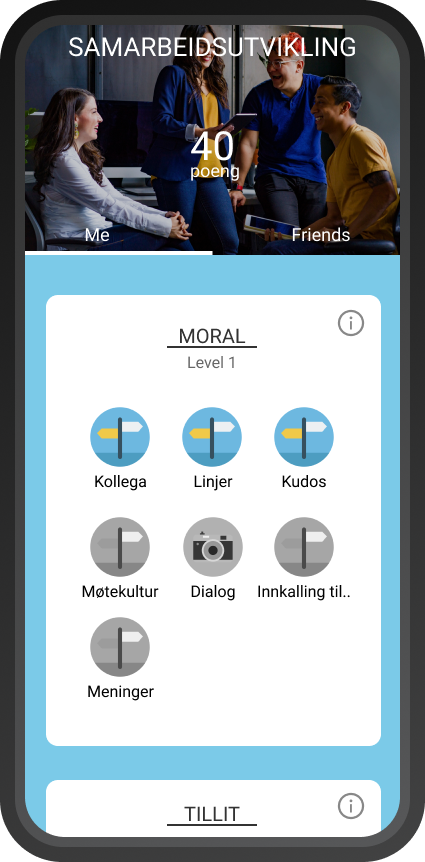 SAMARBEIDSUTVIKLING
40
poeng
Me Friends
MORAL
Level 1
Kollega Linjer Kudos
Møtekultur Dialog Innkalling til..
Meninger
TILLIT